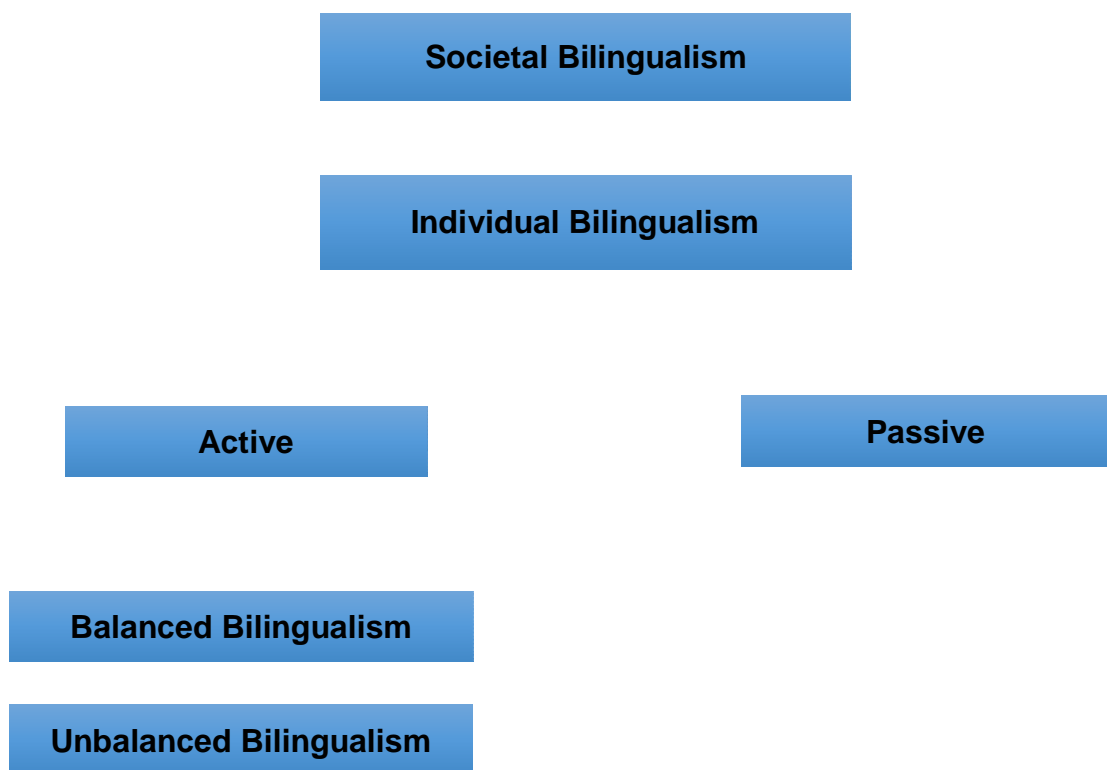 Societal Bilingualism
Individual Bilingualism
Active
Passive
Balanced Bilingualism
Unbalanced Bilingualism